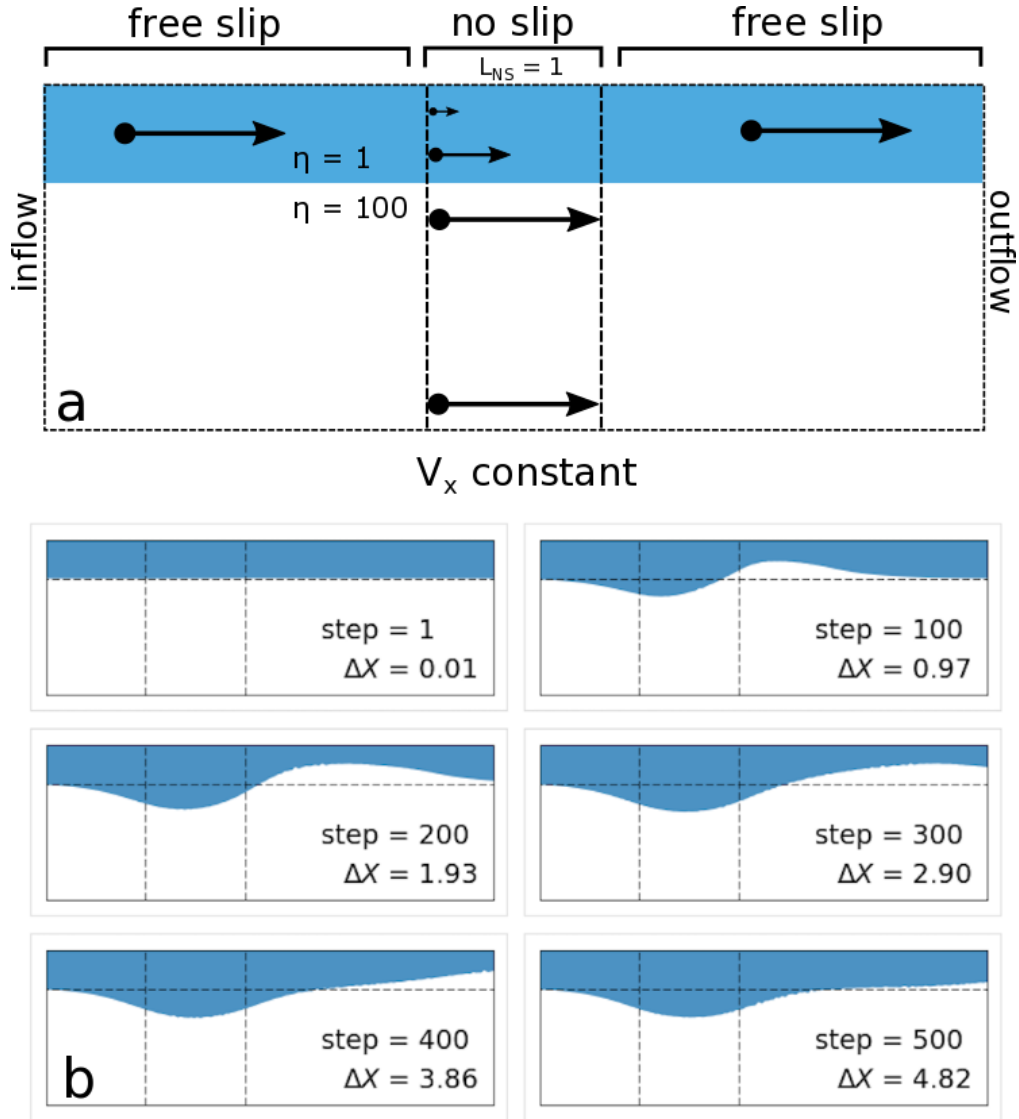 free slip no slip free slip
L_NS = 1
η = 1
η = 100
inflow
outflow
a
V_x constant
step = 1
ΔX = 0.01
step = 100
ΔX = 0.97
step = 200
ΔX = 1.93
step = 300
ΔX = 2.90
step = 400
ΔX = 3.86
step = 500
ΔX = 4.82
b